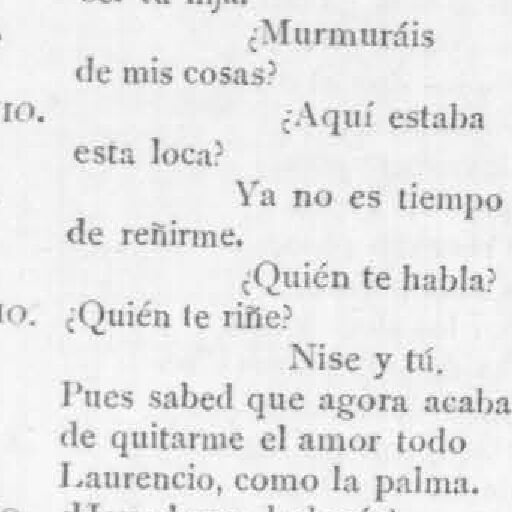 ¿Murmuráis
de mis cosas?
IO. ¿Aquí estaba
esta loca?
Ya no es tiempo
de reñirme.
¿Quién te habla?
IO. ¿Quién te riñe?
Nise y tú.
Pues sabed que agora acaba
de quitarme el amor todo
Laurencio, como la palma.